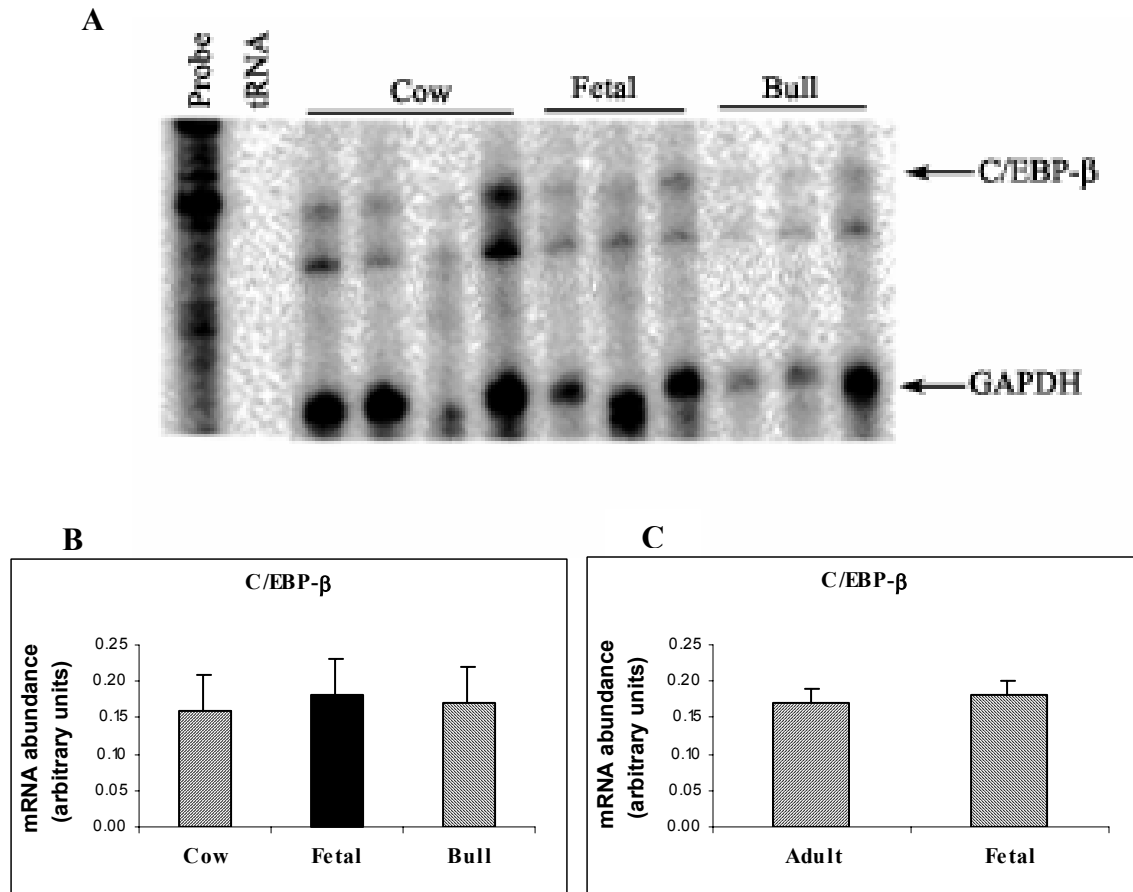 A
Probe
tRNA
Cow
Fetal
Bull
C/EBP-β
GAPDH
B
C/EBP-β
mRNA abundance
(arbitrary units)
0.25
0.20
0.15
0.10
0.05
0.00
Cow Fetal Bull
C
C/EBP-β
mRNA abundance
(arbitrary units)
0.25
0.20
0.15
0.10
0.05
0.00
Adult Fetal